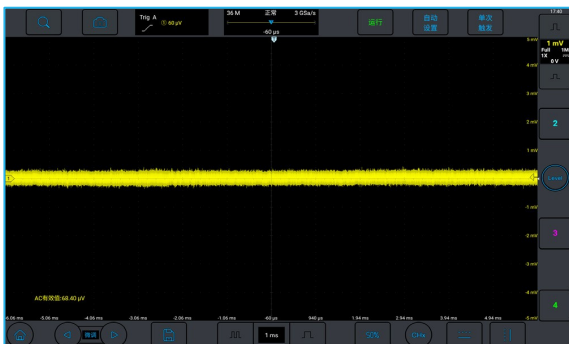 Trig A
① 60 μV
36 M 正常 3 GSa/s
-60 μs
运行
自动
设置
单次
触发
17:40
1 mV
Full 1M
1X
0 V
5 mV
4 mV
3 mV
2 mV
1 mV
-1 mV
-2 mV
-3 mV
-4 mV
-5 mV
2
Level
3
4
AC有效值:68.40 μV
-6.06 ms -5.06 ms -4.06 ms -3.06 ms -2.06 ms -1.06 ms -60 μs 940 μs 1.94 ms 2.94 ms 3.94 ms 4.94 ms
微调
1 ms
50%